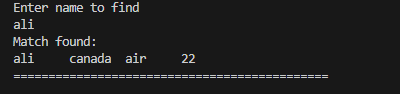 Enter name to find
ali
Match found:
ali     canada  air     22
=============================================